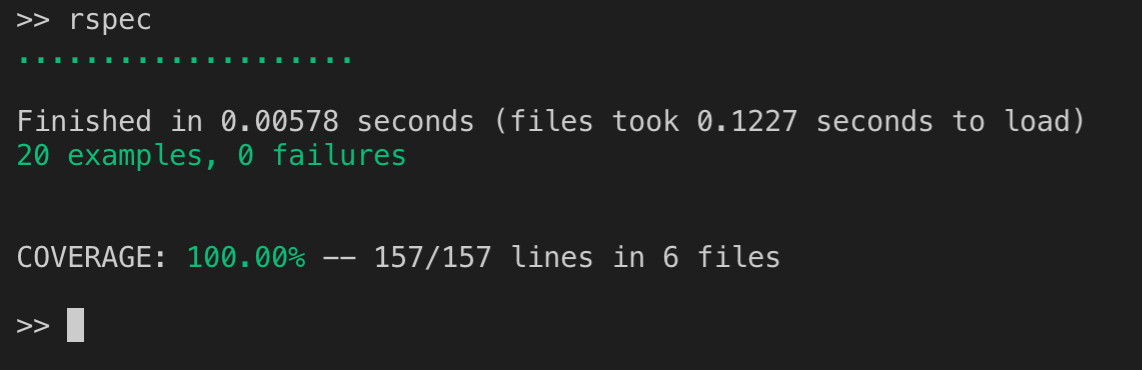 >> rspec
....................
Finished in 0.00578 seconds (files took 0.1227 seconds to load)
20 examples, 0 failures
COVERAGE: 100.00% -- 157/157 lines in 6 files
>>